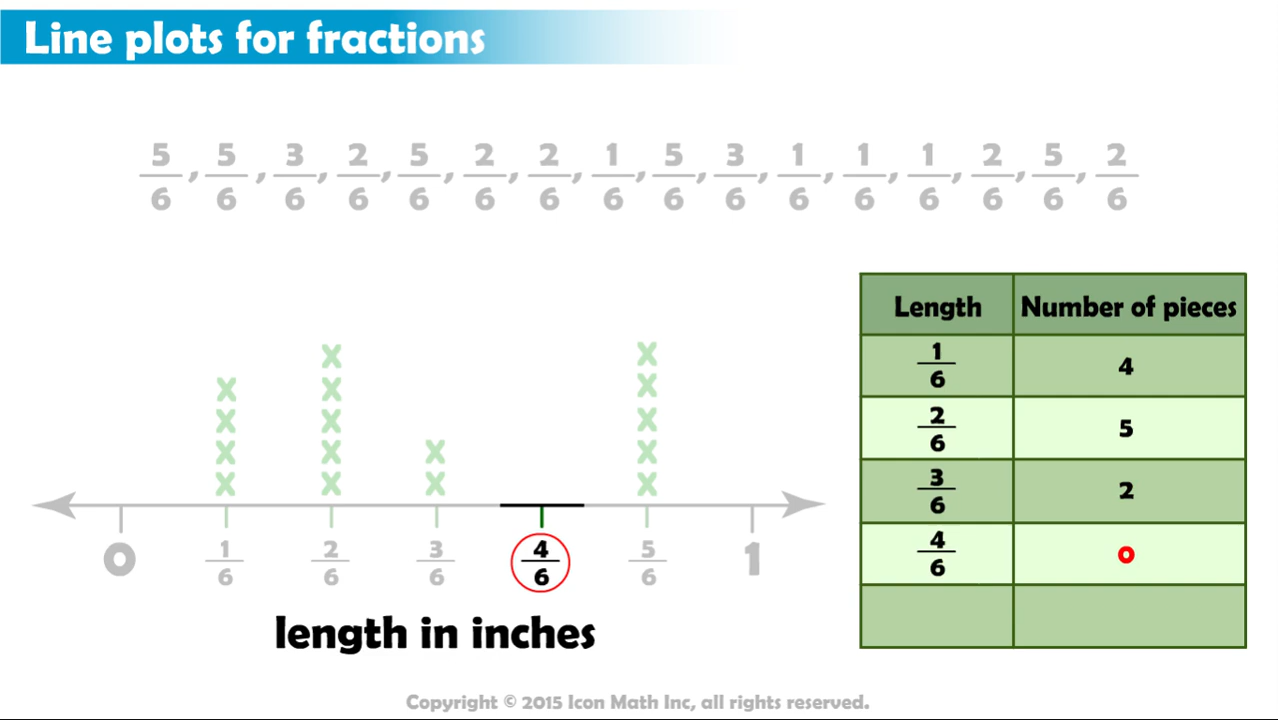 Line plots for fractions
5/6, 5/6, 3/6, 2/6, 5/6, 2/6, 2/6, 1/6, 5/6, 3/6, 1/6, 1/6, 1/6, 2/6, 5/6, 2/6
X X
X X X
X X X
X X X X
X X X X
0 1/6 2/6 3/6 4/6 5/6 1
length in inches
Length Number of pieces
1/6 4
2/6 5
3/6 2
4/6 0
Copyright © 2015 Icon Math Inc, all rights reserved.